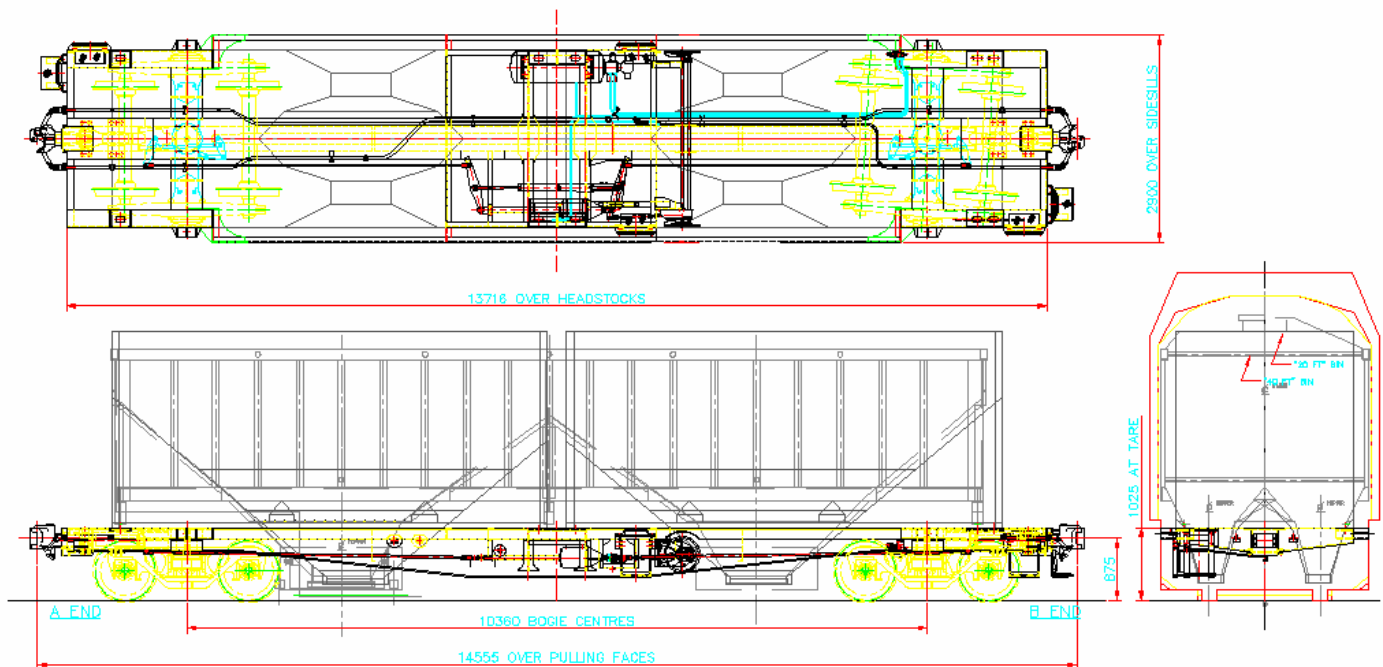 2900 OVER SIDESILLS
13716 OVER HEADSTOCKS
"20 FT" BIN
"40 FT" BIN
1025 AT TARE
875
A END
B END
10360 BOGIE CENTRES
14555 OVER PULLING FACES